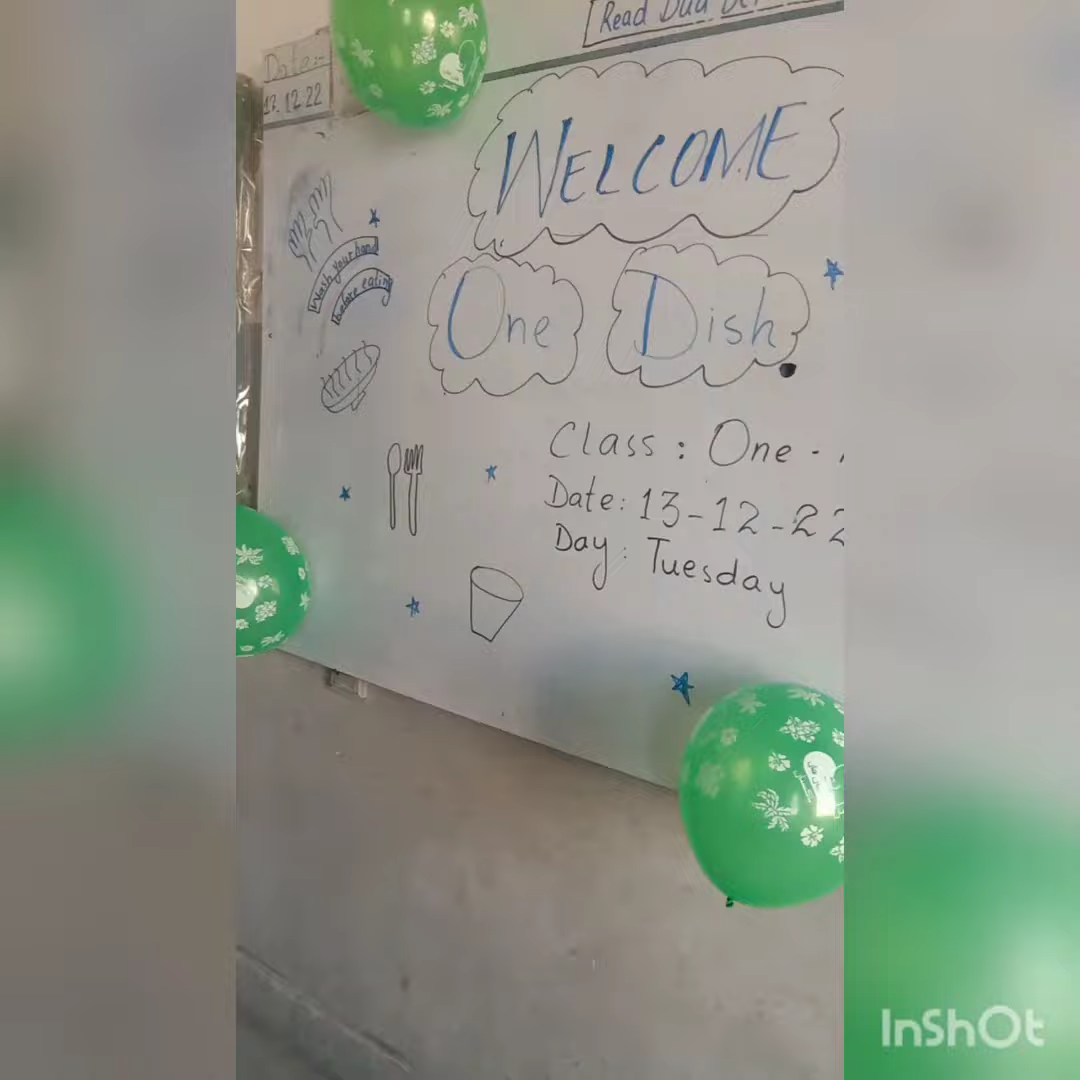 Read Dua
Date:-
13.12.22
WELCOME
Wash your hand
before eating
One Dish
Class : One -
Date: 13-12-22
Day : Tuesday
InShOt